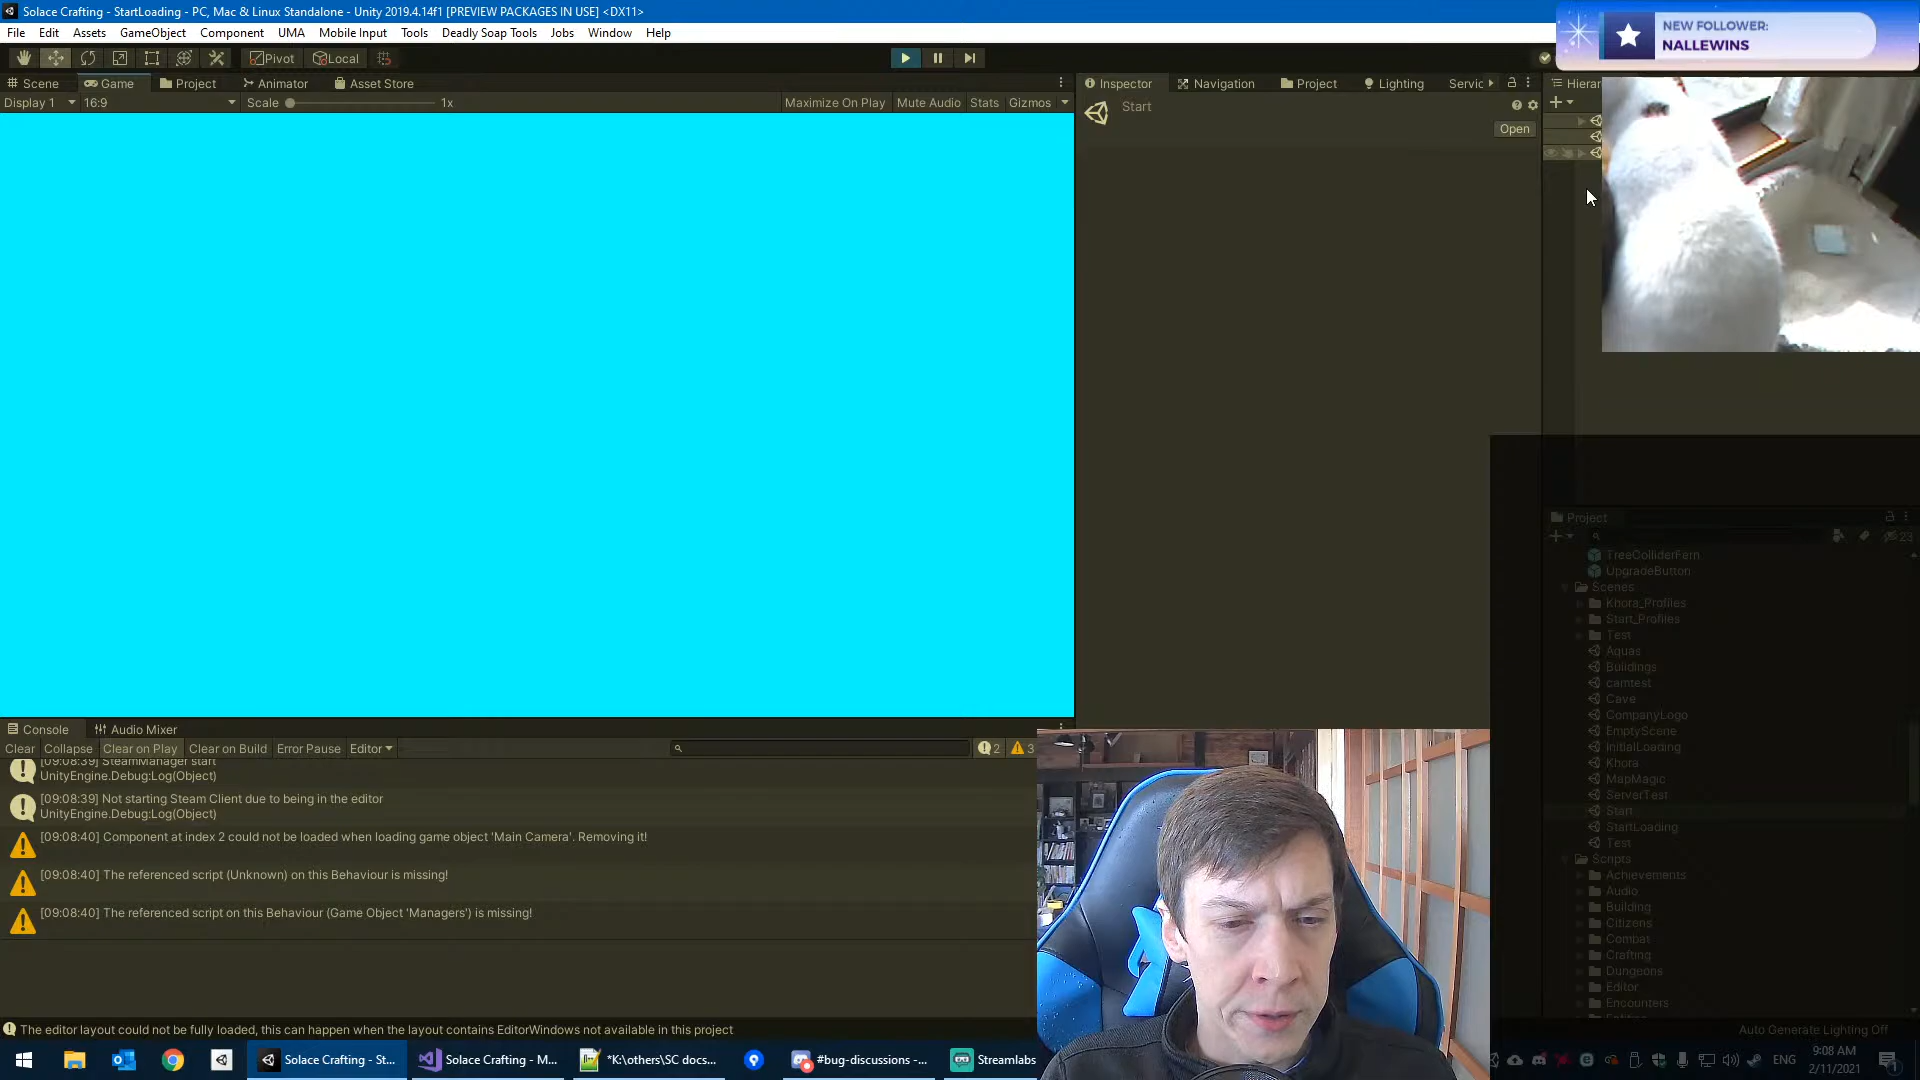 Solace Crafting - StartLoading - PC, Mac & Linux Standalone - Unity 2019.4.14f1 [PREVIEW PACKAGES IN USE] <DX11>
NEW FOLLOWER:
NALLEWINS
File Edit Assets GameObject Component UMA Mobile Input Tools Deadly Soap Tools Jobs Window Help
Pivot Local
Scene Game Project Animator Asset Store
Inspector Navigation Project Lighting Servic Hierar
Display 1 16:9 Scale 1x Maximize On Play Mute Audio Stats Gizmos
Start
Open
Project
23
TreeColliderFern
UpgradeButton
Scenes
Khora_Profiles
Start_Profiles
Test
Aquas
Buildings
camtest
Cave
CompanyLogo
EmptyScene
InitialLoading
Khora
MapMagic
ServerTest
Start
StartLoading
Test
Scripts
Achievements
Audio
Building
Citizens
Combat
Crafting
Dungeons
Editor
Encounters
Console Audio Mixer
Clear Collapse Clear on Play Clear on Build Error Pause Editor 2 3
[09:08:39] SteamManager start
UnityEngine.Debug:Log(Object)
[09:08:39] Not starting Steam Client due to being in the editor
UnityEngine.Debug:Log(Object)
[09:08:40] Component at index 2 could not be loaded when loading game object 'Main Camera'. Removing it!
[09:08:40] The referenced script (Unknown) on this Behaviour is missing!
[09:08:40] The referenced script on this Behaviour (Game Object 'Managers') is missing!
The editor layout could not be fully loaded, this can happen when the layout contains EditorWindows not available in this project
Auto Generate Lighting Off
Solace Crafting - St... Solace Crafting - M... *K:\others\SC docs... #bug-discussions -... Streamlabs
ENG
9:08 AM
2/11/2021